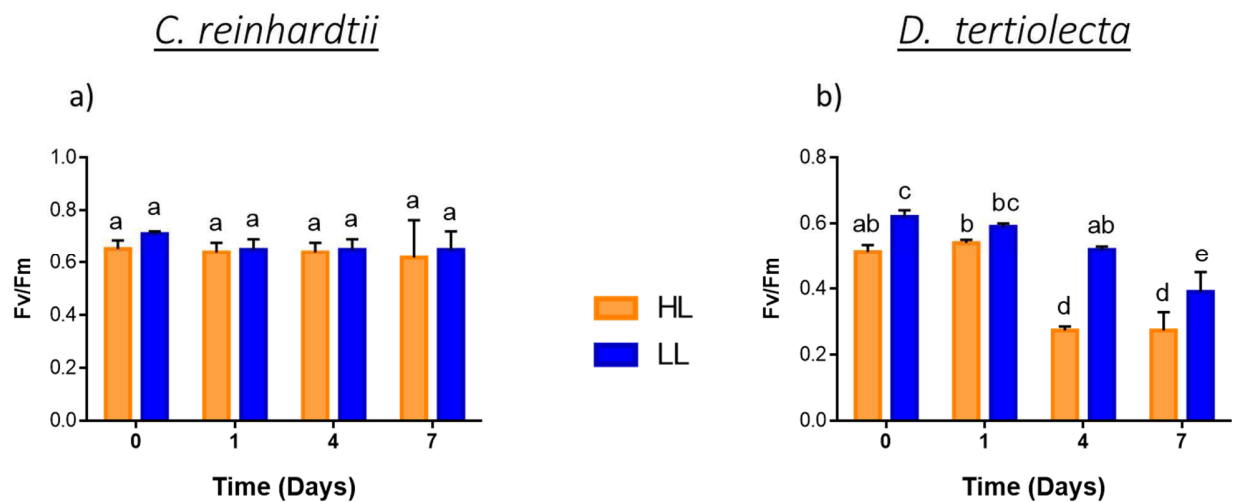 C. reinhardtii
D. tertiolecta
a)
1.0
0.8
0.6
0.4
0.2
0.0
Fv/Fm
a a a a a a a a
0 1 4 7
Time (Days)
HL
LL
b)
0.8
0.6
0.4
0.2
0.0
Fv/Fm
ab c b bc d ab d e
0 1 4 7
Time (Days)